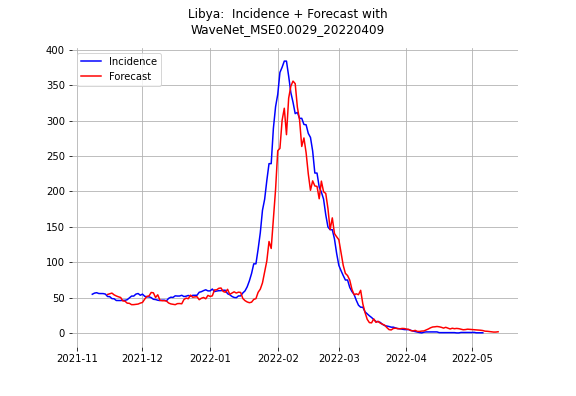 Libya:  Incidence + Forecast with
WaveNet_MSE0.0029_20220409
Incidence
Forecast
400
350
300
250
200
150
100
50
0
2021-11 2021-12 2022-01 2022-02 2022-03 2022-04 2022-05